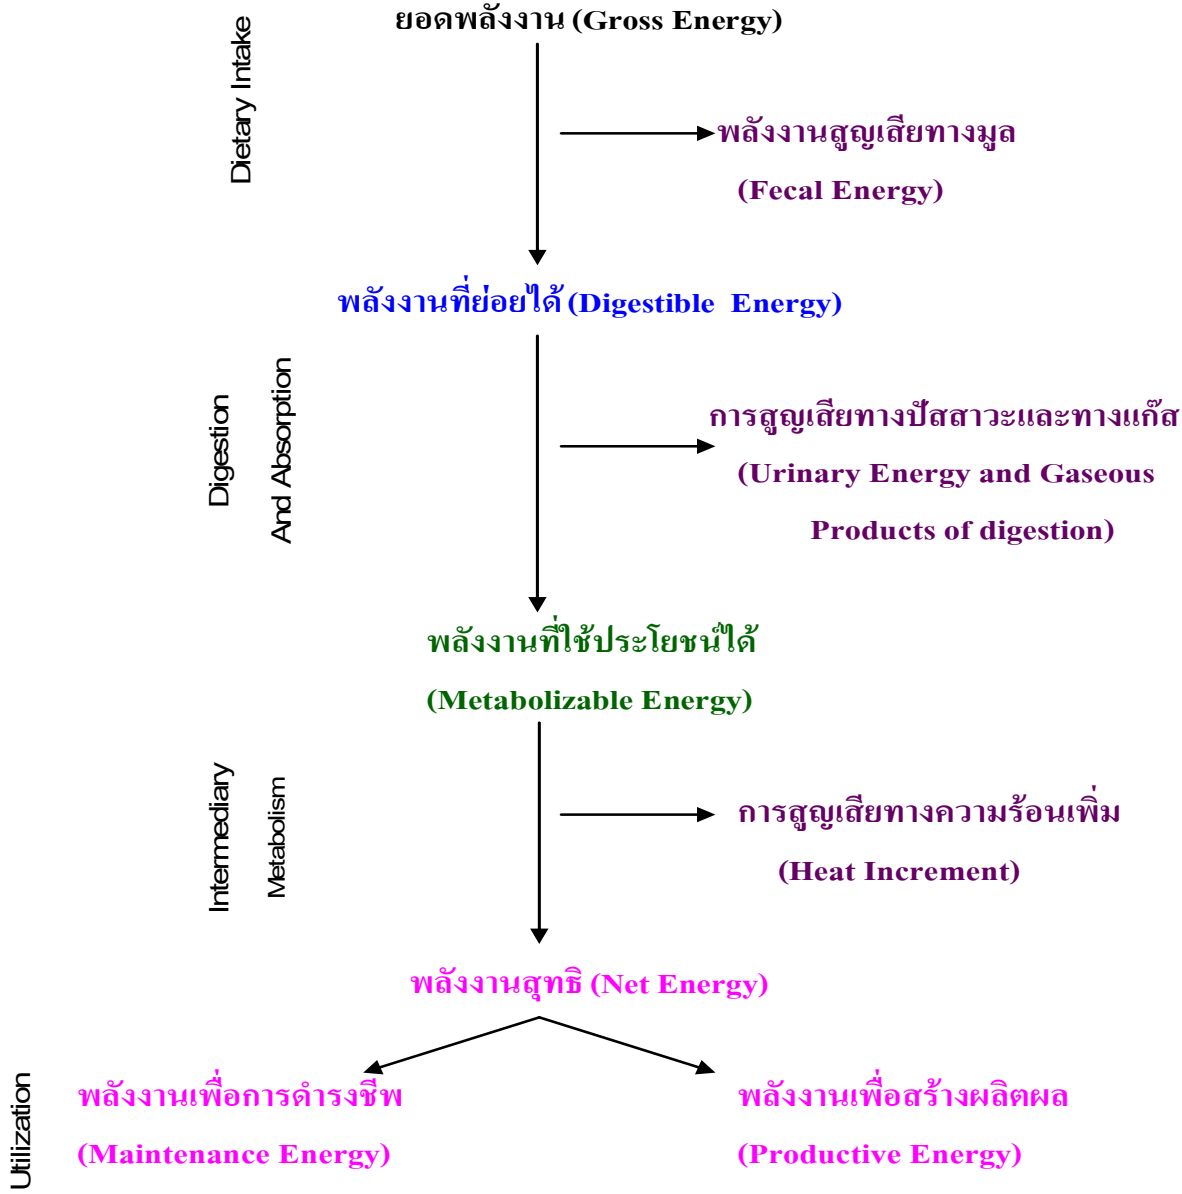 ยอดพลังงาน (Gross Energy)
Dietary Intake
พลังงานสูญเสียทางมูล
(Fecal Energy)
พลังงานที่ย่อยได้ (Digestible Energy)
Digestion
And Absorption
การสูญเสียทางปัสสาวะและทางแก๊ส
(Urinary Energy and Gaseous
Products of digestion)
พลังงานที่ใช้ประโยชน์ได้
(Metabolizable Energy)
Intermediary
Metabolism
การสูญเสียทางความร้อนเพิ่ม
(Heat Increment)
พลังงานสุทธิ (Net Energy)
Utilization
พลังงานเพื่อการดำรงชีพ
(Maintenance Energy)
พลังงานเพื่อสร้างผลิตผล
(Productive Energy)